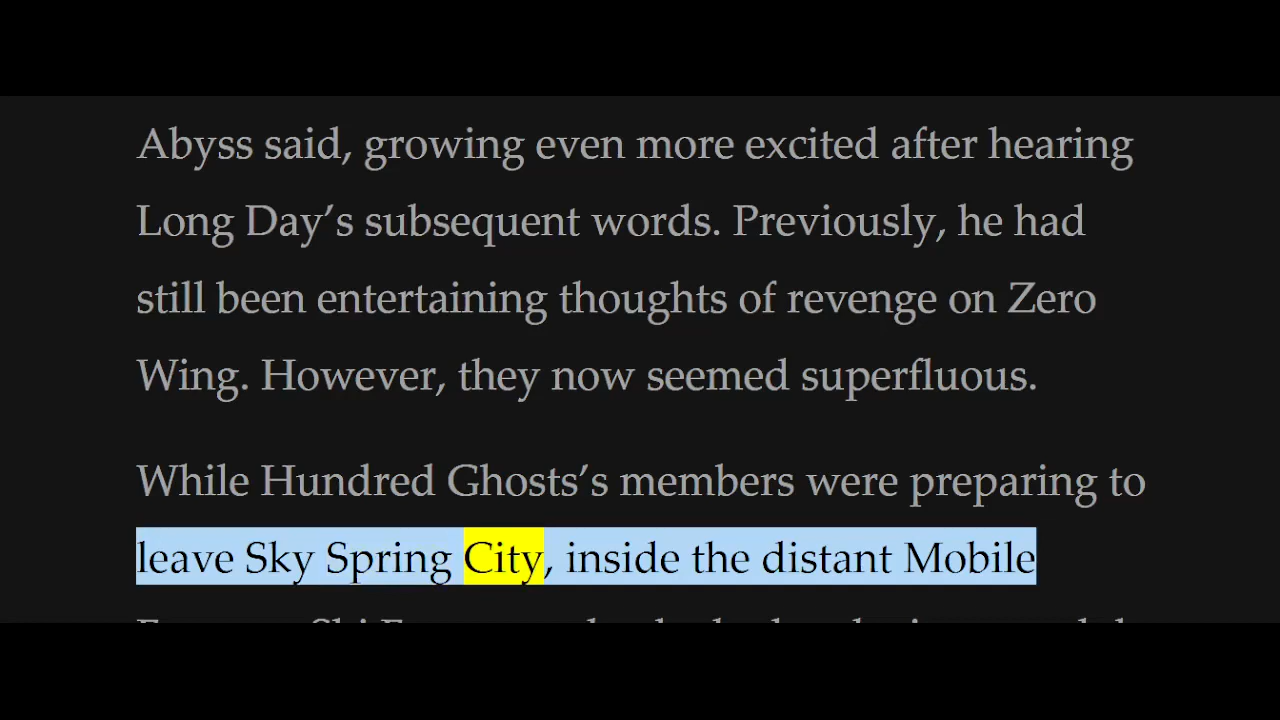 Abyss said, growing even more excited after hearing
Long Day’s subsequent words. Previously, he had
still been entertaining thoughts of revenge on Zero
Wing. However, they now seemed superfluous.
While Hundred Ghosts’s members were preparing to
leave Sky Spring City, inside the distant Mobile